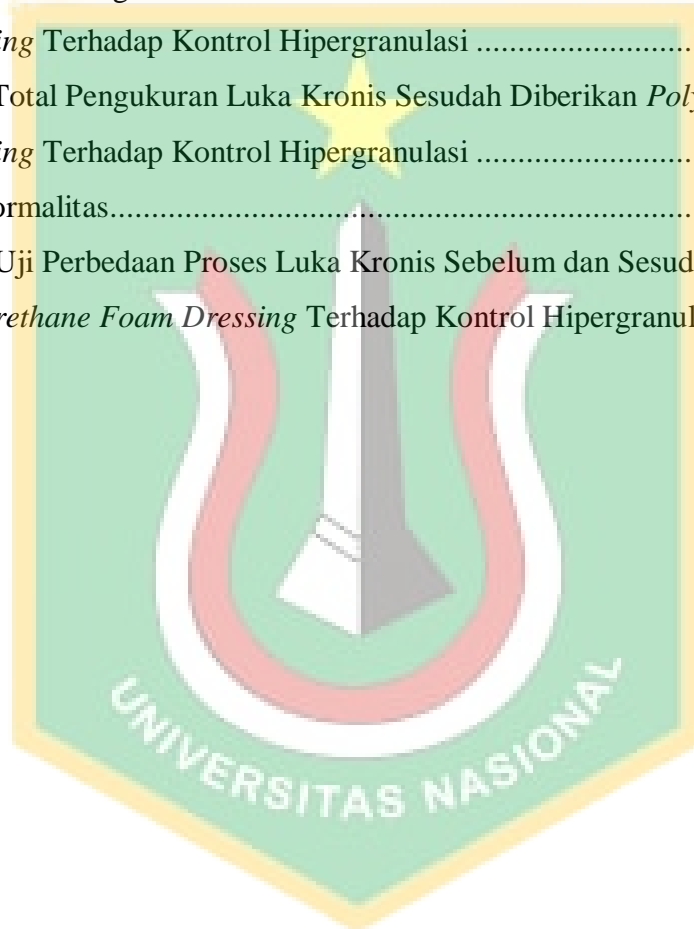 ing Terhadap Kontrol Hipergranulasi ..........................
Total Pengukuran Luka Kronis Sesudah Diberikan Poly
ing Terhadap Kontrol Hipergranulasi ..........................
ormalitas.......................................................................
Uji Perbedaan Proses Luka Kronis Sebelum dan Sesud
rethane Foam Dressing Terhadap Kontrol Hipergranul
UNIVERSITAS NASIONAL